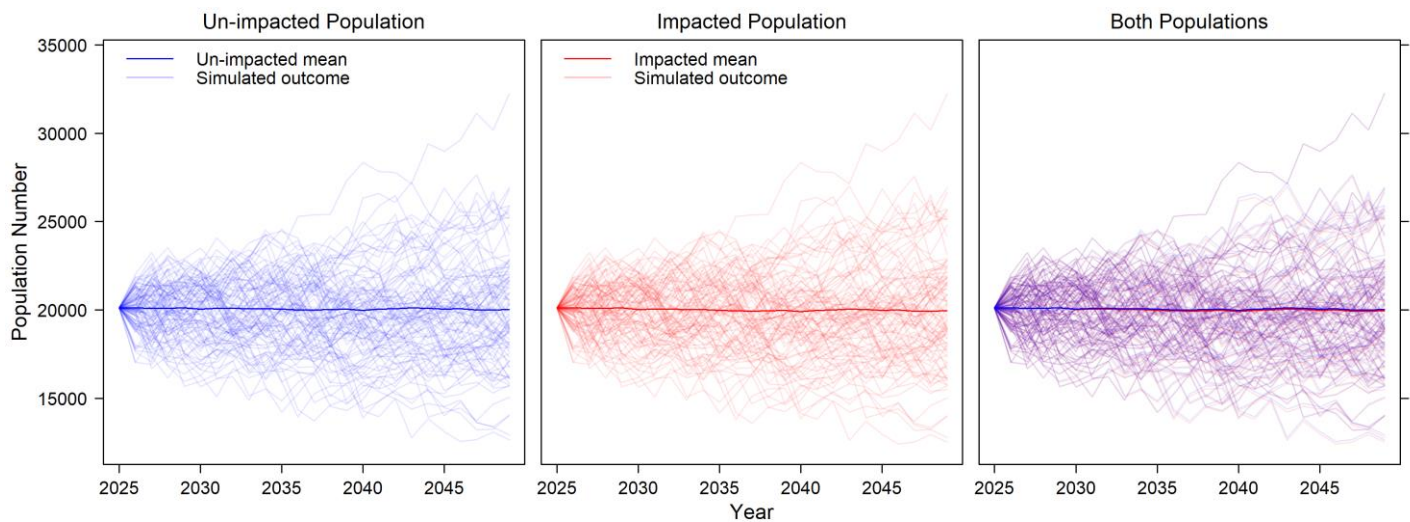 Un-impacted Population
Impacted Population
Both Populations
Population Number
35000
30000
25000
20000
15000
Un-impacted mean
Simulated outcome
Impacted mean
Simulated outcome
2025 2030 2035 2040 2045
2025 2030 2035 2040 2045
2025 2030 2035 2040 2045
Year